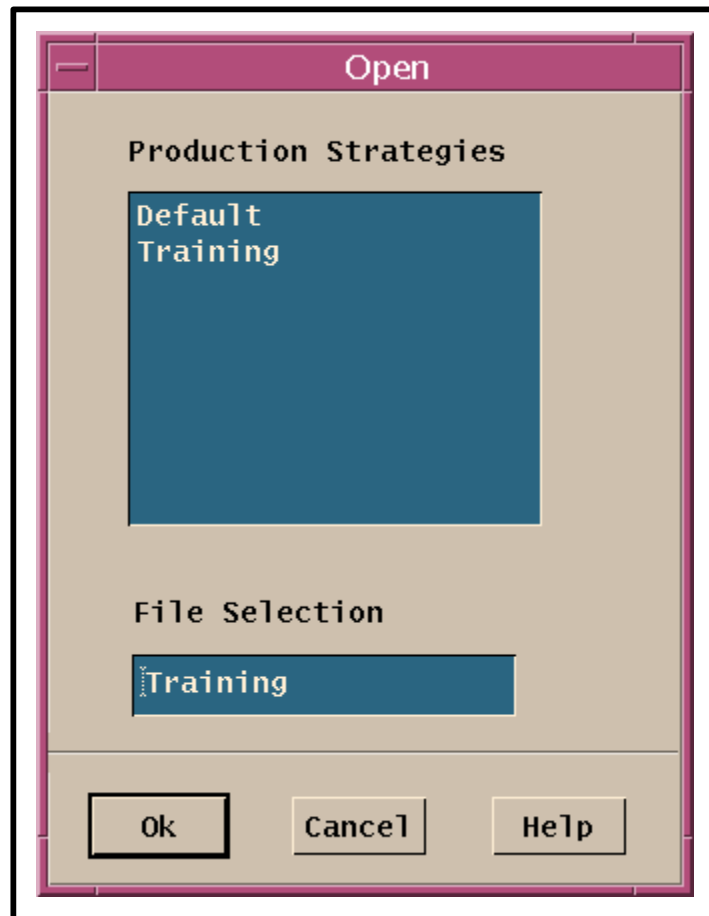 Open
Production Strategies
Default
Training
File Selection
Training
Ok Cancel Help